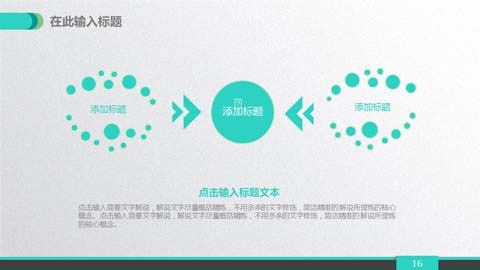 在此输入标题
添加标题
添加标题
添加标题
点击输入标题文本
点击输入简要文字解说，解说文字尽量概括精炼，不用多余的文字修饰，简洁精准的解说所提炼的核心
概念。点击输入简要文字解说，解说文字尽量概括精炼，不用多余的文字修饰，简洁精准的解说所提炼
的核心概念。
16